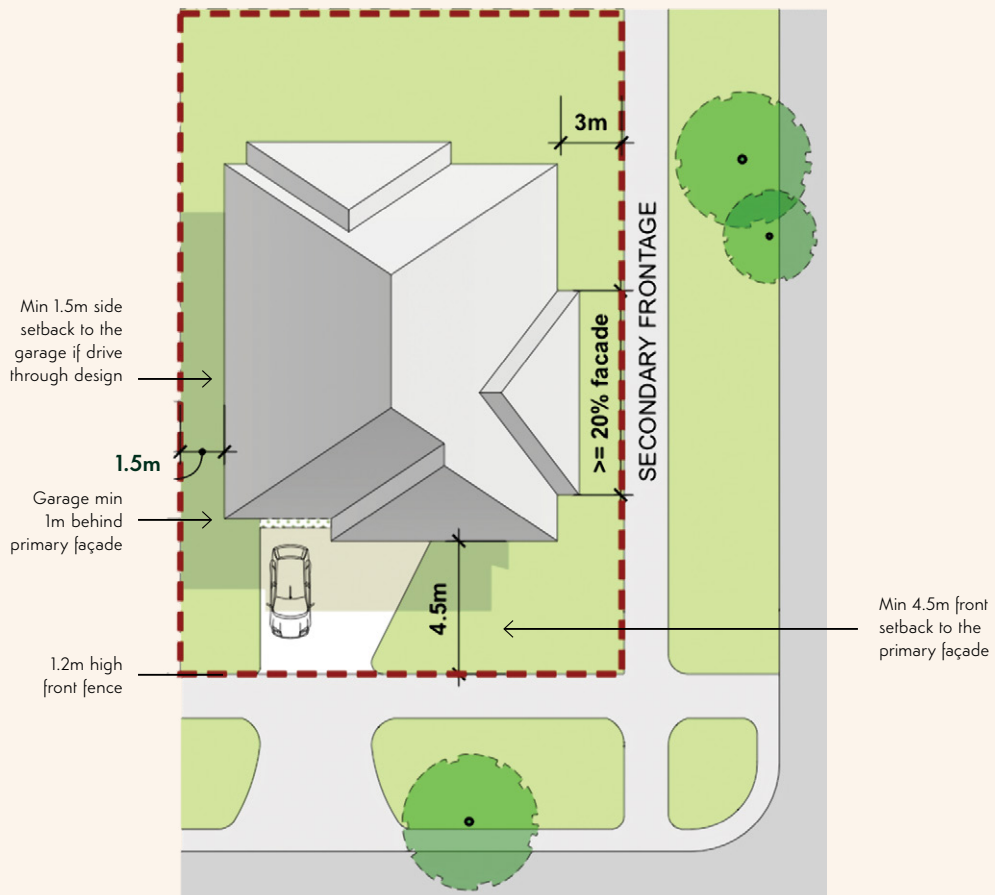 3m
SECONDARY FRONTAGE
>= 20% facade
Min 1.5m side
setback to the
garage if drive
through design
1.5m
Garage min
1m behind
primary façade
4.5m
Min 4.5m front
setback to the
primary façade
1.2m high
front fence